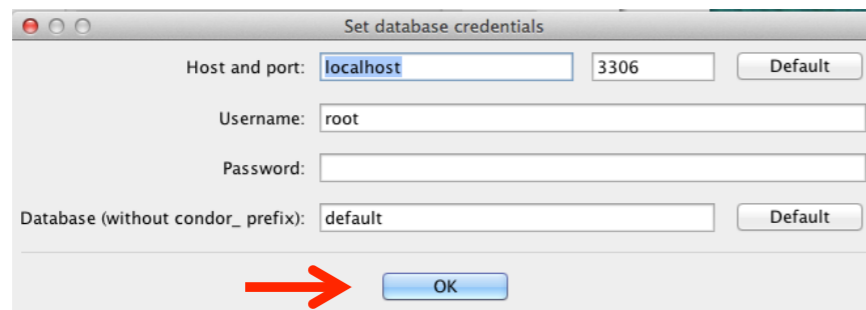 Set database credentials
Host and port: localhost 3306 Default
Username: root
Password:
Database (without condor_ prefix): default Default
OK